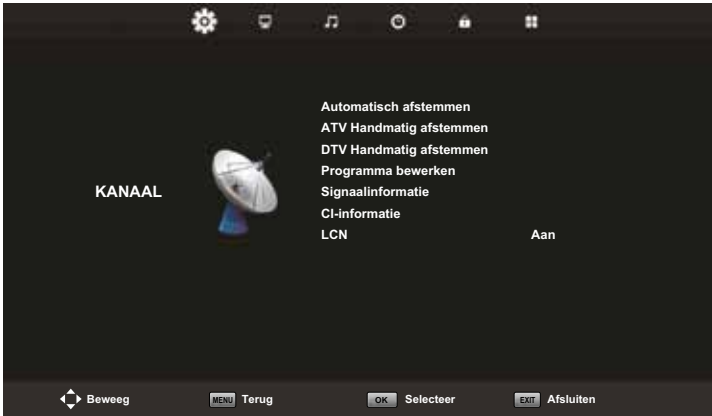 Automatisch afstemmen
ATV Handmatig afstemmen
DTV Handmatig afstemmen
Programma bewerken
KANAAL
Signaalinformatie
CI-informatie
LCN Aan
Beweeg MENU Terug OK Selecteer EXIT Afsluiten